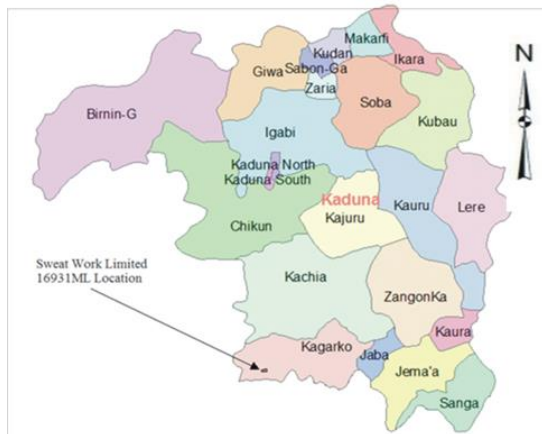 Makarfi
Kudan
Ikara
N
Giwa
Sabon-Ga
Zaria
Soba
Kubau
Birnin-G
Igabi
Kaduna North
Kaduna South
Kaduna
Kajuru
Kauru
Lere
Chikun
Sweat Work Limited
16931ML Location
Kachia
ZangonKa
Kaura
Kagarko
Jaba
Jema'a
Sanga